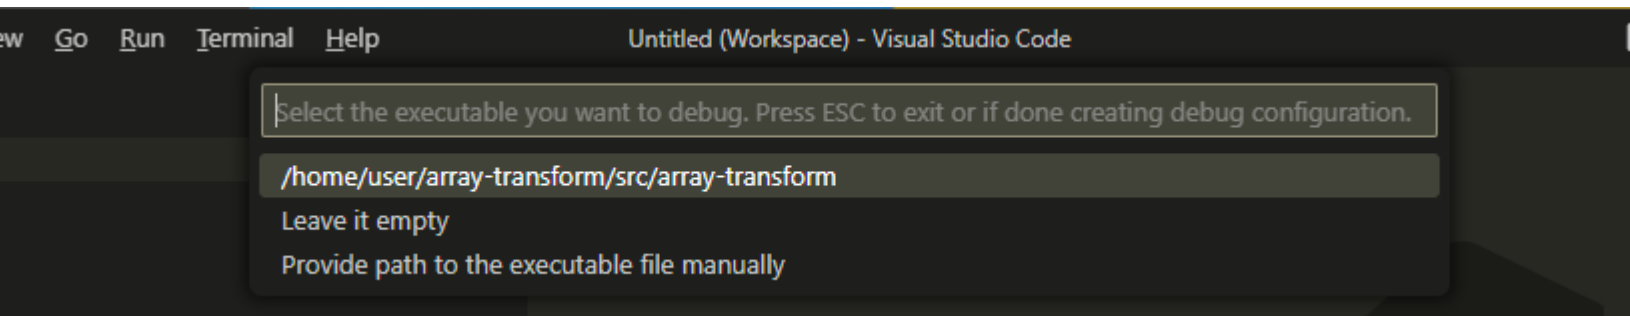 Go Run Terminal Help Untitled (Workspace) - Visual Studio Code
Select the executable you want to debug. Press ESC to exit or if done creating debug configuration.
/home/user/array-transform/src/array-transform
Leave it empty
Provide path to the executable file manually